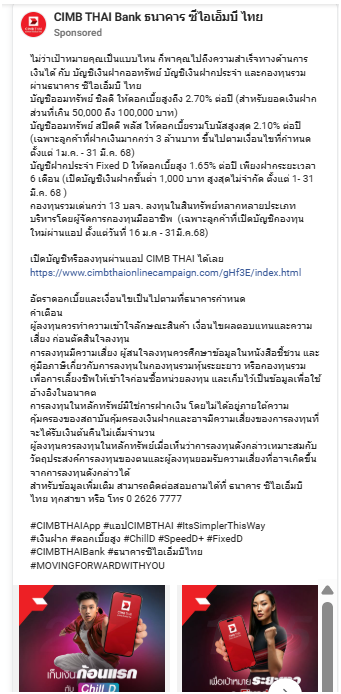 CIMB THAI Bank ธนาคาร ซีไอเอ็มบี ไทย
Sponsored
ไม่ว่าเป้าหมายคุณเป็นแบบไหน ก็พาคุณไปถึงความสำเร็จทางด้านการ
เงินได้ กับ บัญชีเงินฝากออมทรัพย์ บัญชีเงินฝากประจำ และกองทุนรวม
ผ่านธนาคาร ซีไอเอ็มบี ไทย
บัญชีออมทรัพย์ ชิลดี ให้ดอกเบี้ยสูงถึง 2.70% ต่อปี (สำหรับยอดเงินฝาก
ส่วนที่เกิน 50,000 ถึง 100,000 บาท)
บัญชีออมทรัพย์ สปีดดี พลัส ให้ดอกเบี้ยรวมโบนัสสูงสุด 2.10% ต่อปี
(เฉพาะลูกค้าที่ฝากเงินมากกว่า 3 ล้านบาท ขึ้นไปตามเงื่อนไขที่กำหนด
ตั้งแต่ 1ม.ค. - 31 มี.ค. 68)
บัญชีฝากประจำ Fixed D ให้ดอกเบี้ยสูง 1.65% ต่อปี เพียงฝากระยะเวลา
6 เดือน (เปิดบัญชีเงินฝากขั้นต่ำ 1,000 บาท สูงสุดไม่จำกัด ตั้งแต่ 1- 31
มี.ค. 68 )
กองทุนรวมเด่นกว่า 13 บลจ. ลงทุนในสินทรัพย์หลากหลายประเภท
บริหารโดยผู้จัดการกองทุนมืออาชีพ (เฉพาะลูกค้าที่เปิดบัญชีกองทุน
ใหม่ผ่านแอป ตั้งแต่วันที่ 16 ม.ค - 31มี.ค.68)
เปิดบัญชีหรือลงทุนผ่านแอป CIMB THAI ได้เลย
https://www.cimbthaionlinecampaign.com/gHf3E/index.html
อัตราดอกเบี้ยและเงื่อนไขเป็นไปตามที่ธนาคารกำหนด
คำเตือน
ผู้ลงทุนควรทำความเข้าใจลักษณะสินค้า เงื่อนไขผลตอบแทนและความ
เสี่ยง ก่อนตัดสินใจลงทุน
การลงทุนมีความเสี่ยง ผู้สนใจลงทุนควรศึกษาข้อมูลในหนังสือชี้ชวน และ
คู่มือภาษีเกี่ยวกับการลงทุนในกองทุนรวมหุ้นระยะยาว หรือกองทุนรวม
เพื่อการเลี้ยงชีพให้เข้าใจก่อนซื้อหน่วยลงทุน และเก็บไว้เป็นข้อมูลเพื่อใช้
อ้างอิงในอนาคต
การลงทุนในหลักทรัพย์มิใช่การฝากเงิน โดยไม่ได้อยู่ภายใต้ความ
คุ้มครองของสถาบันคุ้มครองเงินฝากและอาจมีความเสี่ยงของการลงทุนที่
จะได้รับเงินต้นคืนไม่เต็มจำนวน
ผู้ลงทุนควรลงทุนในหลักทรัพย์เมื่อเห็นว่าการลงทุนดังกล่าวเหมาะสมกับ
วัตถุประสงค์การลงทุนของตนและผู้ลงทุนยอมรับความเสี่ยงที่อาจเกิดขึ้น
จากการลงทุนดังกล่าวได้
สำหรับข้อมูลเพิ่มเติม สามารถติดต่อสอบถามได้ที่ ธนาคาร ซีไอเอ็มบี
ไทย ทุกสาขา หรือ โทร 0 2626 7777
#CIMBTHAIApp #แอปCIMBTHAI #ItsSimplerThisWay
#เงินฝาก #ดอกเบี้ยสูง #ChillD #SpeedD+ #FixedD
#CIMBTHAIBank #ธนาคารซีไอเอ็มบีไทย
#MOVINGFORWARDWITHYOU
เก็บเงินก้อนแรก
กับ Chill D
เพื่อเป้าหมายระยะยาว